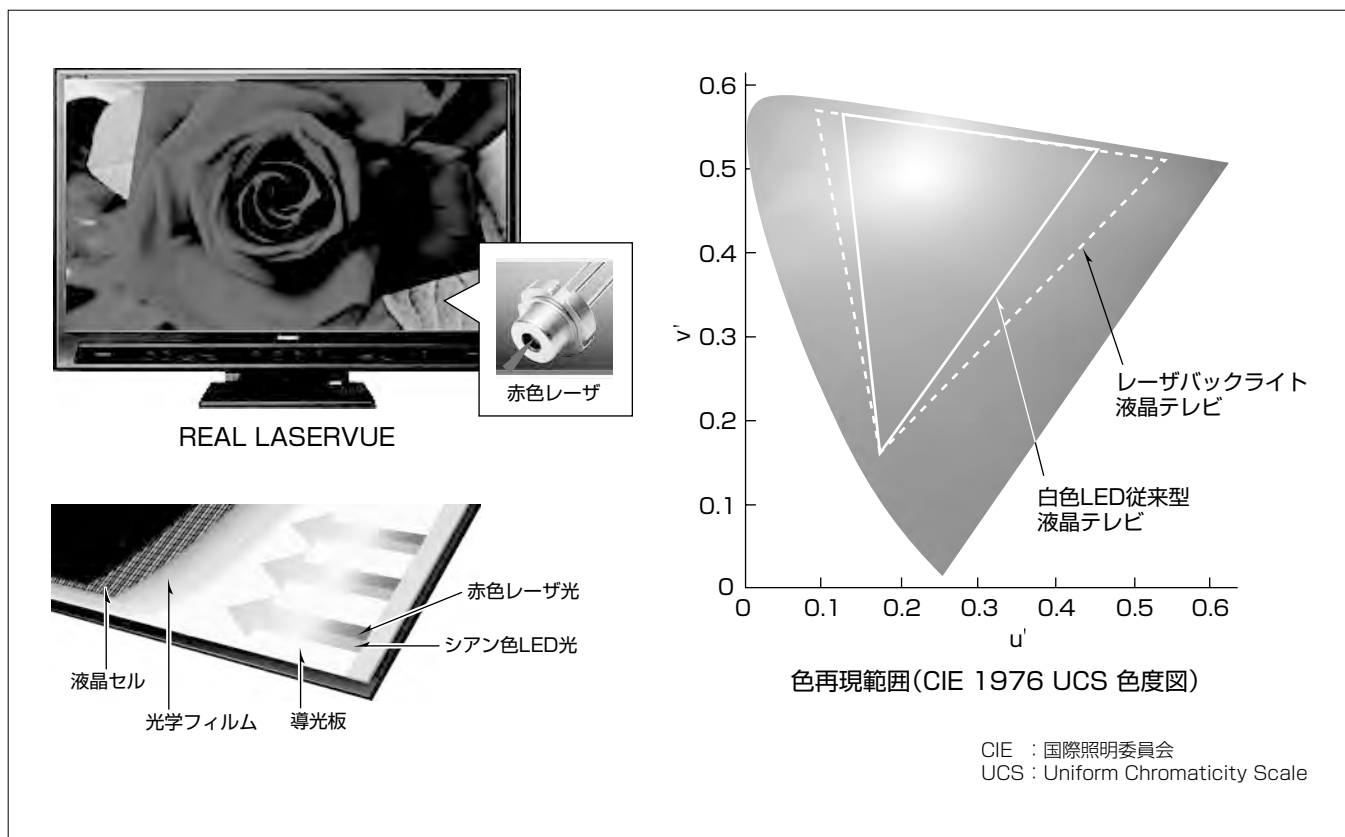 赤色レーザ
REAL LASERVUE
赤色レーザ光
シアン色LED光
液晶セル
光学フィルム
導光板
0.6
0.5
0.4
0.3
0.2
0.1
0
v'
0
0.1
0.2
0.3
0.4
0.5
0.6
u'
レーザバックライト
液晶テレビ
白色LED従来型
液晶テレビ
色再現範囲(CIE 1976 UCS 色度図)
CIE :国際照明委員会
UCS:Uniform Chromaticity Scale